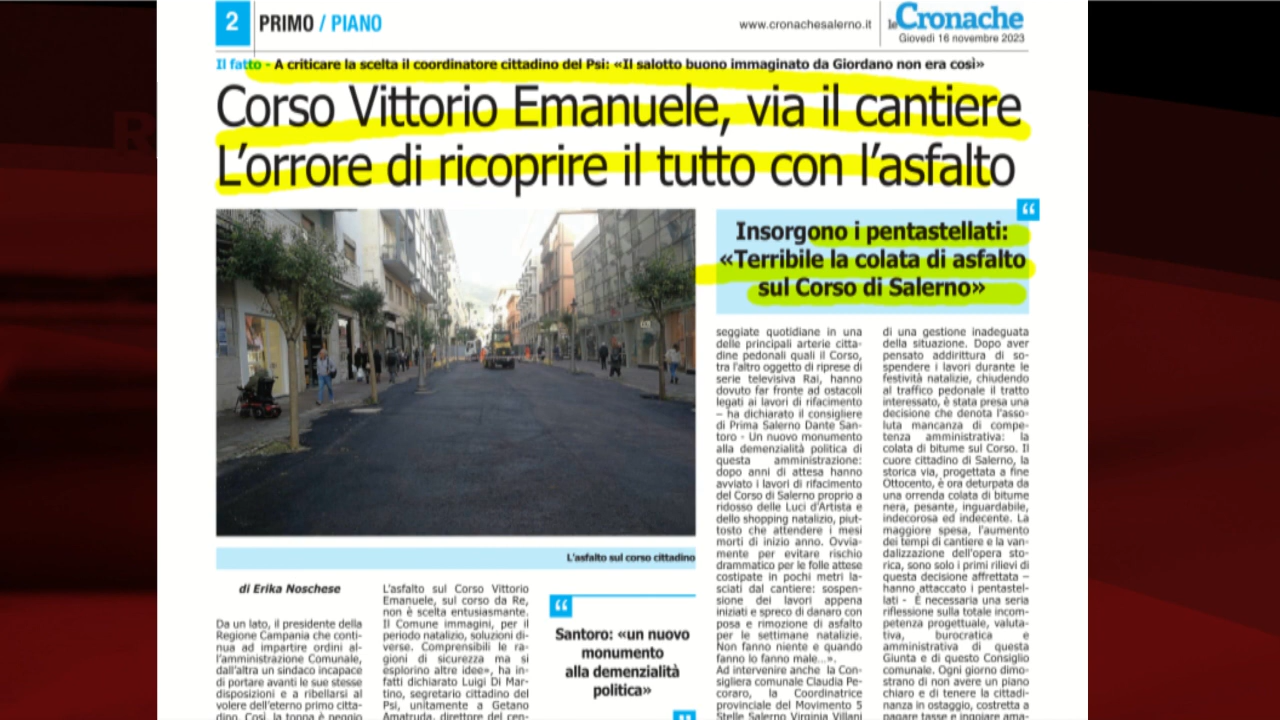 2
PRIMO / PIANO
www.cronachesalerno.it
le Cronache
Giovedì 16 novembre 2023
Il fatto - A criticare la scelta il coordinatore cittadino del Psi: «Il salotto buono immaginato da Giordano non era così»
Corso Vittorio Emanuele, via il cantiere
L'orrore di ricoprire il tutto con l'asfalto
L'asfalto sul corso cittadino
di Erika Noschese
Da un lato, il presidente della
Regione Campania che conti-
nua ad impartire ordini al-
l'amministrazione Comunale,
dall'altra un sindaco incapace
di portare avanti le sue stesse
disposizioni e a ribellarsi al
volere dell'eterno primo citta-
dino. Così, la toppa è peggio
L'asfalto sul Corso Vittorio
Emanuele, sul corso da Re,
non è scelta entusiasmante.
Il Comune immagini, per il
periodo natalizio, soluzioni di-
verse. Comprensibili le ra-
gioni di sicurezza ma si
esplorino altre idee», ha in-
fatti dichiarato Luigi Di Mar-
tino, segretario cittadino del
Psi, unitamente a Getano
Amatruda, direttore del cen-
“
Santoro: «un nuovo
monumento
alla demenzialità
politica»
“
Insorgono i pentastellati:
«Terribile la colata di asfalto
sul Corso di Salerno»
seggiate quotidiane in una
delle principali arterie citta-
dine pedonali quali il Corso,
tra l'altro oggetto di riprese di
serie televisiva Rai, hanno
dovuto far fronte ad ostacoli
legati ai lavori di rifacimento
– ha dichiarato il consigliere
di Prima Salerno Dante San-
toro - Un nuovo monumento
alla demenzialità politica di
questa amministrazione:
dopo anni di attesa hanno
avviato i lavori di rifacimento
del Corso di Salerno proprio a
ridosso delle Luci d'Artista e
dello shopping natalizio, piut-
tosto che attendere i mesi
morti di inizio anno. Ovvia-
mente per evitare rischio
drammatico per le folle attese
costipate in pochi metri la-
sciati dal cantiere: sospen-
sione dei lavori appena
iniziati e spreco di danaro con
posa e rimozione di asfalto
per le settimane natalizie.
Non fanno niente e quando
fanno lo fanno male...».
Ad intervenire anche la Con-
sigliera comunale Claudia Pe-
coraro, la Coordinatrice
provinciale del Movimento 5
Stelle Salerno Virginia Villani
di una gestione inadeguata
della situazione. Dopo aver
pensato addirittura di so-
spendere i lavori durante le
festività natalizie, chiudendo
al traffico pedonale il tratto
interessato, è stata presa una
decisione che denota l'asso-
luta mancanza di compe-
tenza amministrativa: la
colata di bitume sul Corso. Il
cuore cittadino di Salerno, la
storica via, progettata a fine
Ottocento, è ora deturpata da
una orrenda colata di bitume
nera, pesante, inguardabile,
indecorosa ed indecente. La
maggiore spesa, l'aumento
dei tempi di cantiere e la van-
dalizzazione dell'opera sto-
rica, sono solo i primi rilievi di
questa decisione affrettata –
hanno attaccato i pentastel-
lati - È necessaria una seria
riflessione sulla totale incom-
petenza progettuale, valuta-
tiva, burocratica e
amministrativa di questa
Giunta e di questo Consiglio
comunale. Ogni giorno dimo-
strano di non avere un piano
chiaro e di tenere la cittadi-
nanza in ostaggio, costretta a
pagare tasse e ingoiare ama-